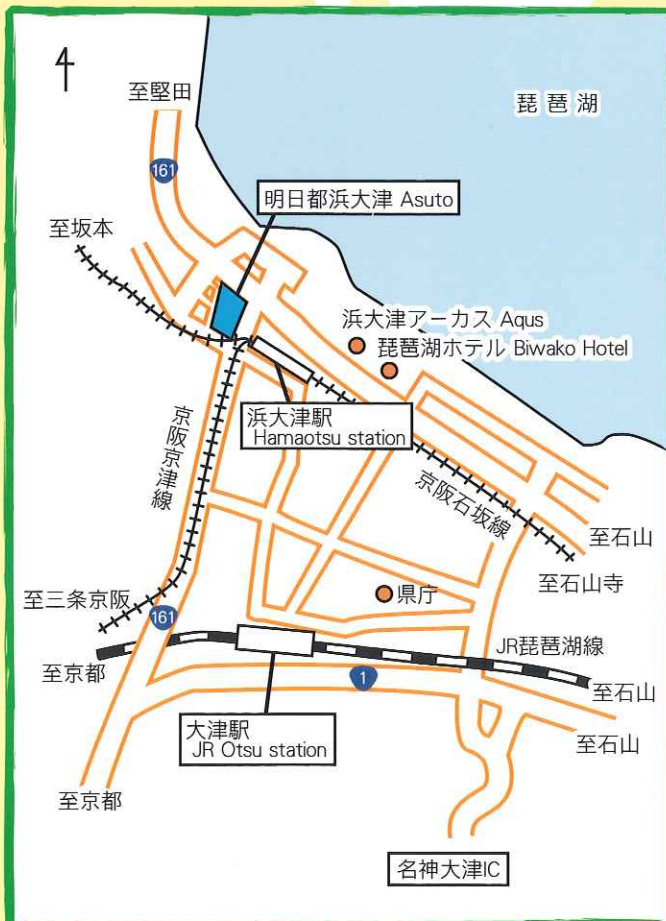 至堅田
琵琶湖
161
明日都浜大津 Asuto
至坂本
浜大津アーカス Aqus
琵琶湖ホテル Biwako Hotel
浜大津駅
Hamaotsu station
京阪京津線
京阪石坂線
至石山
至石山寺
県庁
至三条京阪
161
JR琵琶湖線
至京都
1
至石山
大津駅
JR Otsu station
至石山
至京都
名神大津IC